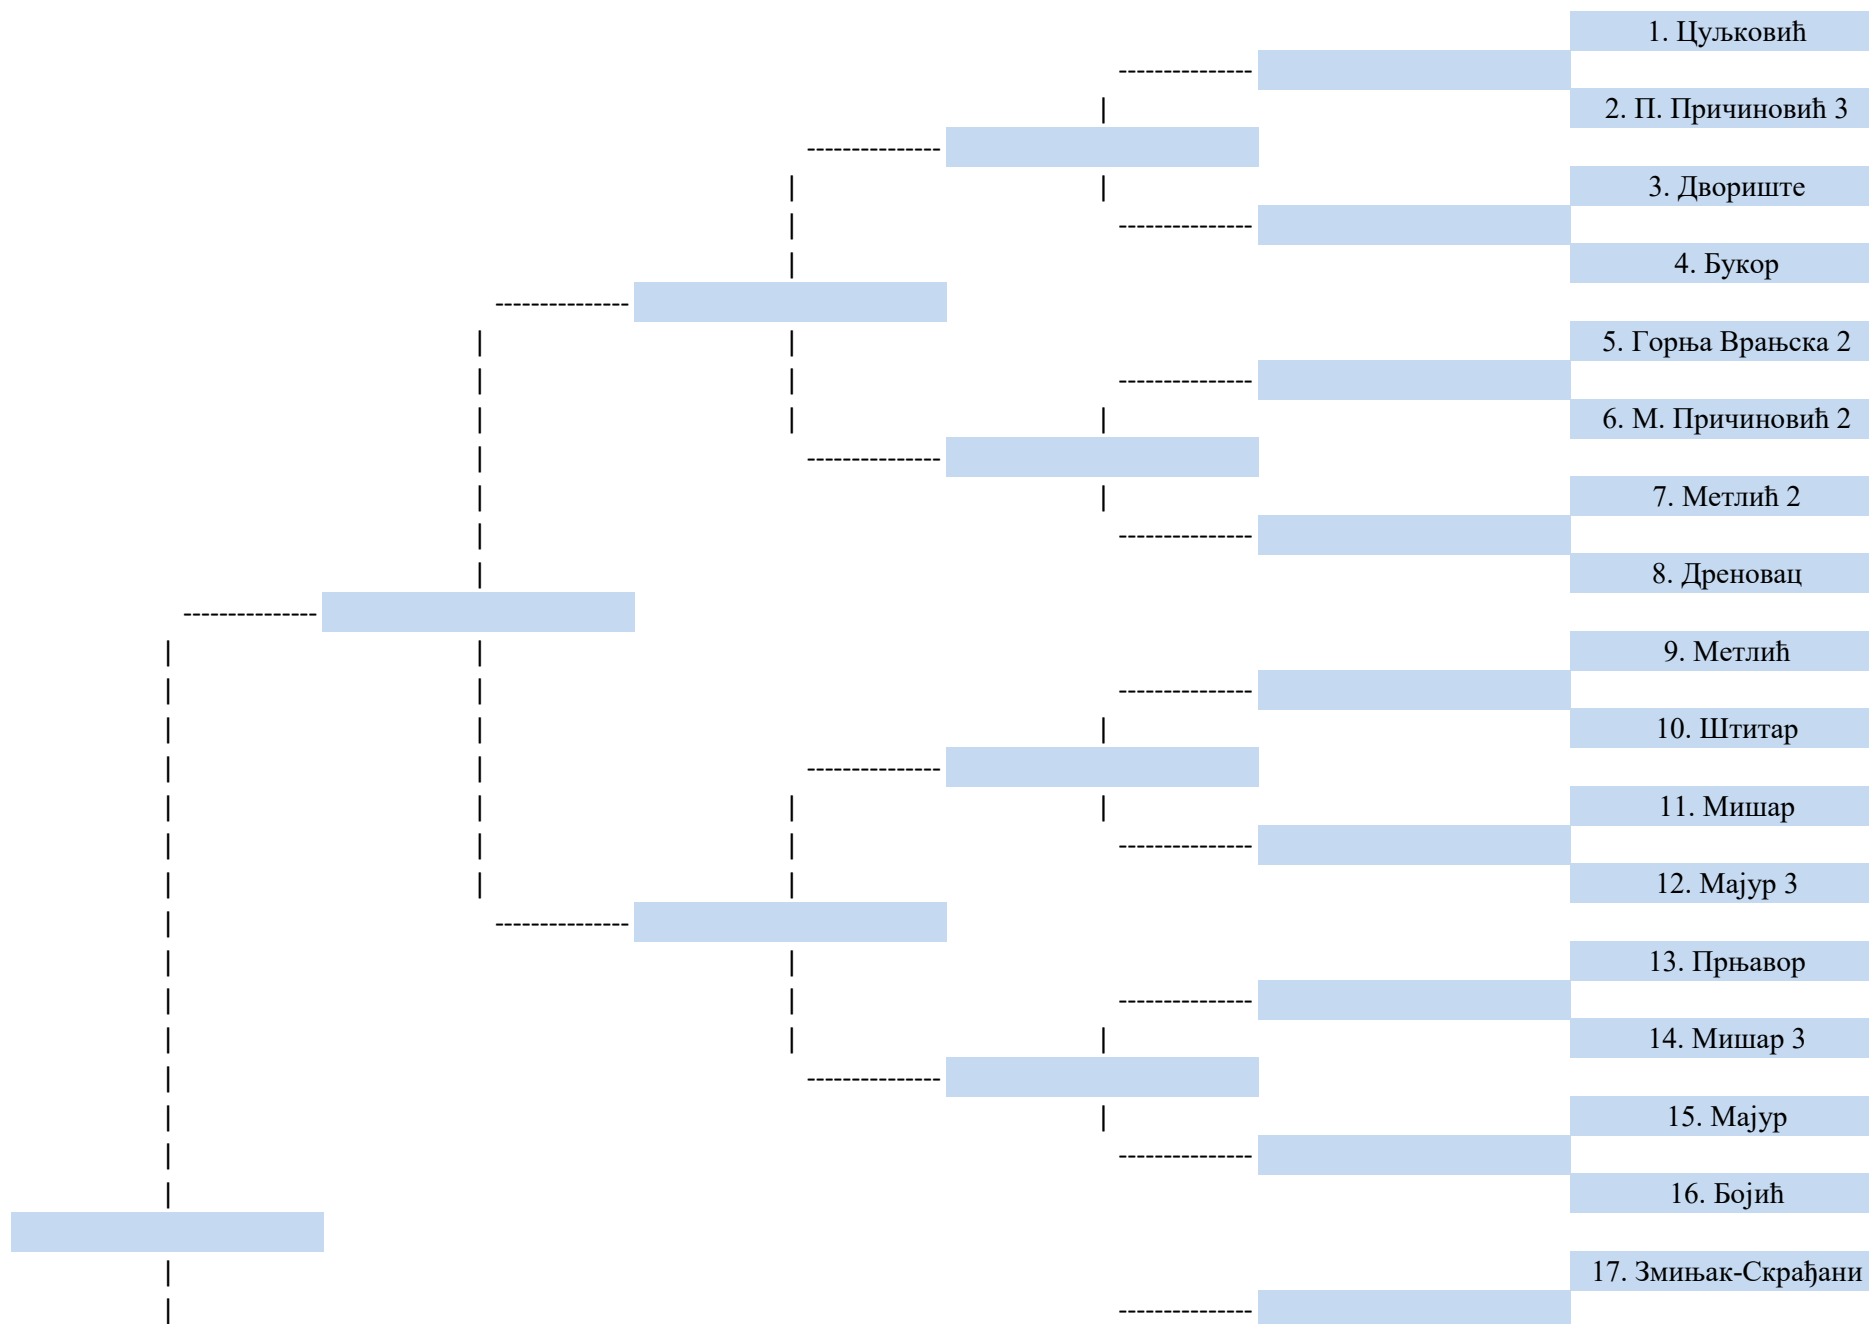 1. Цуљковић
2. П. Причиновић 3
3. Двориште
4. Букор
5. Горња Врањска 2
6. М. Причиновић 2
7. Метлић 2
8. Дреновац
9. Метлић
10. Штитар
11. Мишар
12. Мајур 3
13. Прњавор
14. Мишар 3
15. Мајур
16. Бојић
17. Змињак-Скрађани